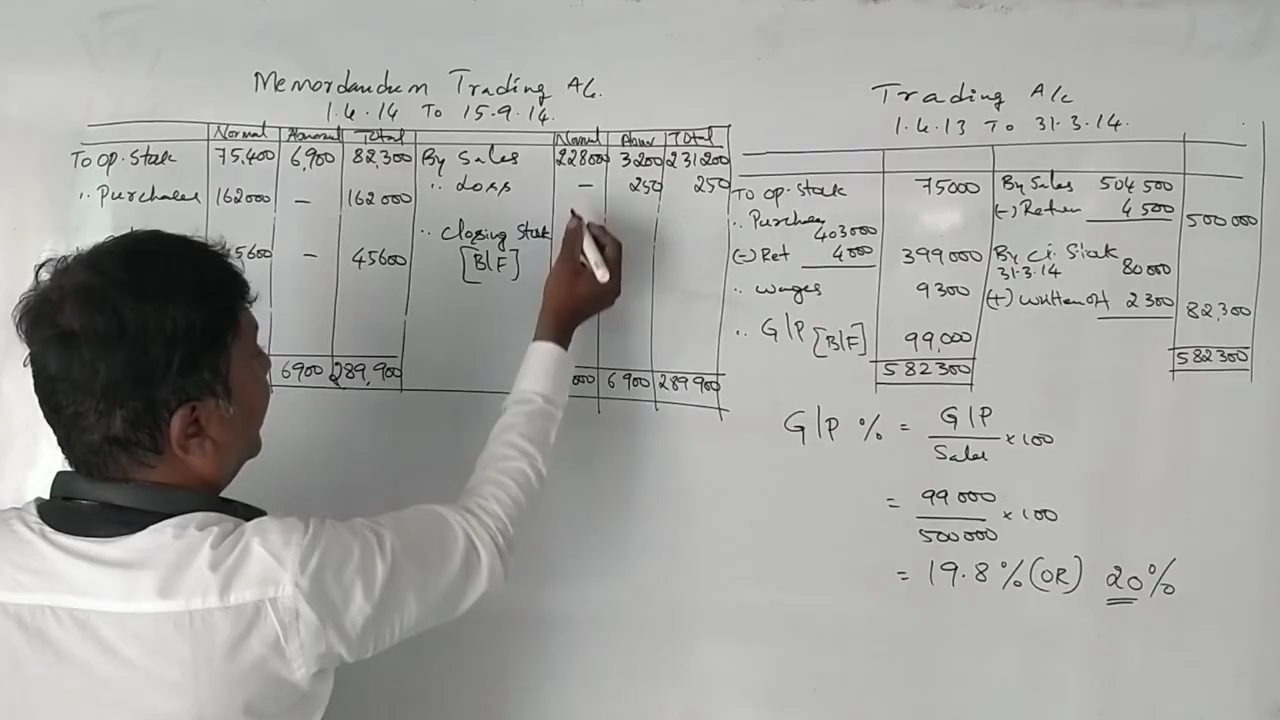 Memordandum Trading A/c.
1.4.14 To 15.9.14.
Normal Abnormal Total Normal Abnor Total
To op. Stock 75,400 6,900 82,300 By Sales 228000 3200 231200
" Purchases 162000 — 162000 " Loss — 250 250
5600 — 45600 " Closing Stock
[B/F]
6900 289,900 000 6900 289900
Trading A/c
1.4.13 To 31.3.14.
To op. Stock 75000 By Sales 504500
" Purchases 403000 (-) Return 4500 500000
(-) Ret 4000 399000 By Cl. Stock
31.3.14 80000
" Wages 9300 (+) Written off 2300 82,300
" G/P [B/F] 99,000
582300 582300
G/P % = G/P / Sales × 100
= 99000 / 500000 × 100
= 19.8% (OR) 20%